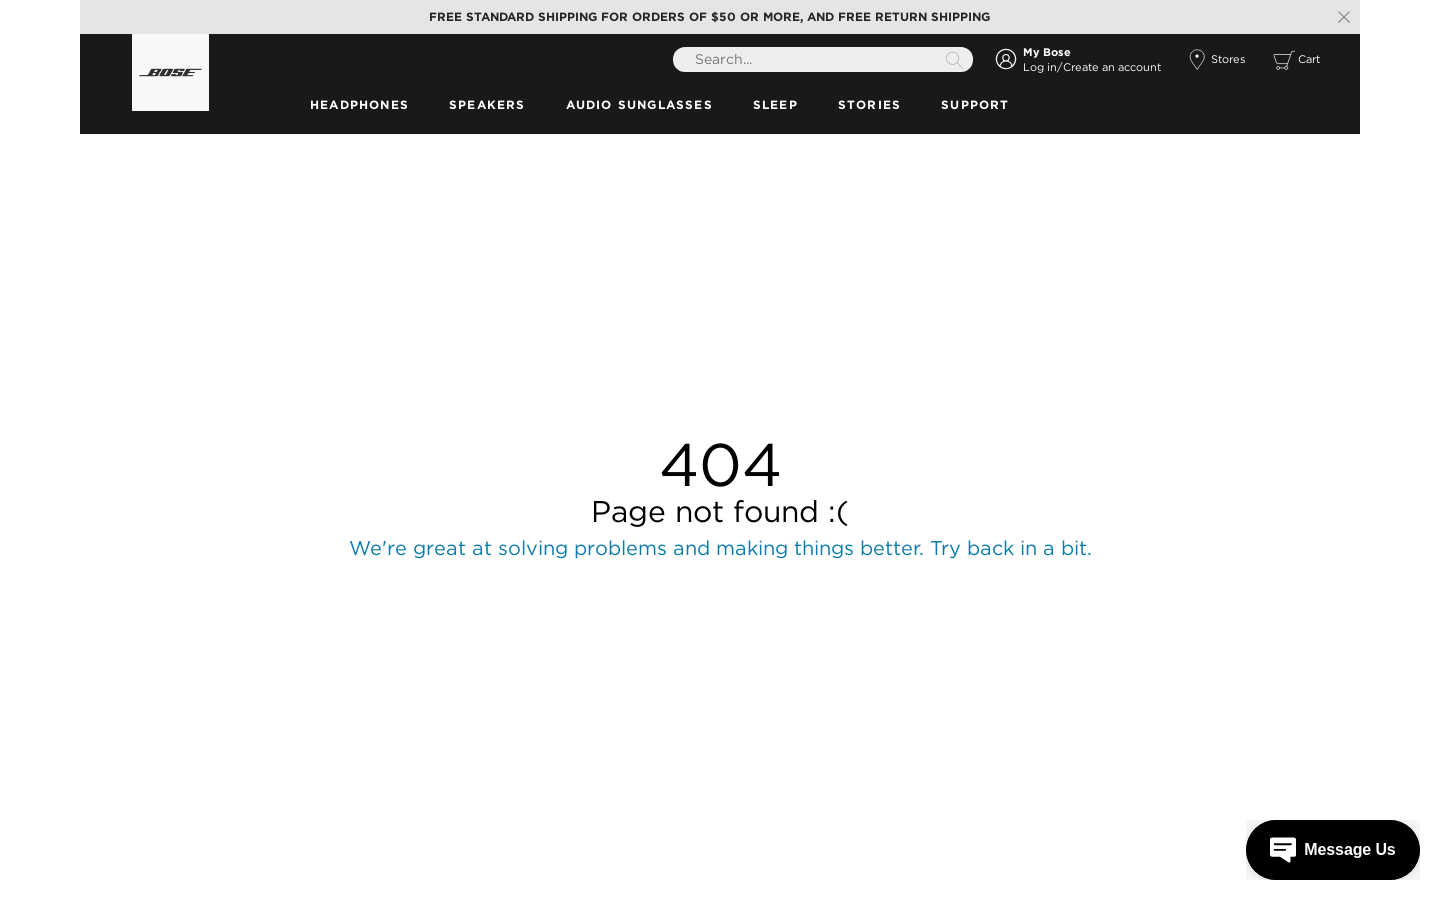 FREE STANDARD SHIPPING FOR ORDERS OF $50 OR MORE, AND FREE RETURN SHIPPING
BOSE
Search...
My Bose
Log in/Create an account
Stores
Cart
HEADPHONES
SPEAKERS
AUDIO SUNGLASSES
SLEEP
STORIES
SUPPORT
404
Page not found :(
We're great at solving problems and making things better. Try back in a bit.
Message Us